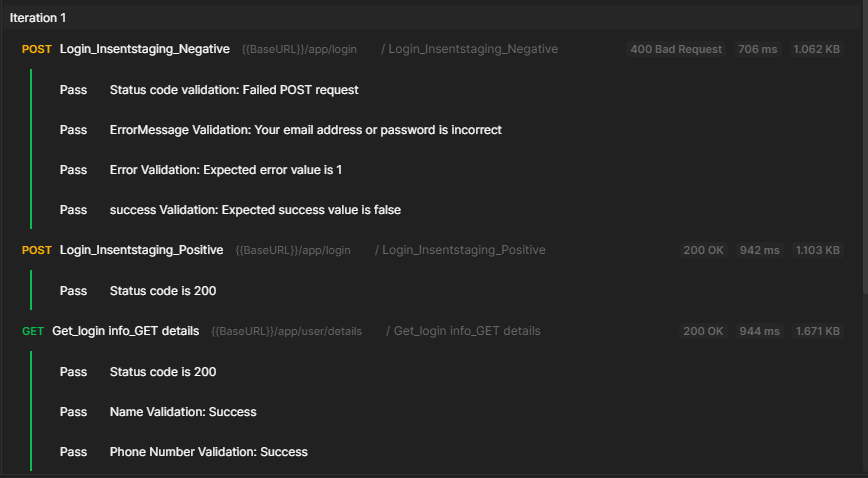 Iteration 1
POST Login_Insentstaging_Negative {{BaseURL}}/app/login / Login_Insentstaging_Negative 400 Bad Request 706 ms 1.062 KB
Pass Status code validation: Failed POST request
Pass ErrorMessage Validation: Your email address or password is incorrect
Pass Error Validation: Expected error value is 1
Pass success Validation: Expected success value is false
POST Login_Insentstaging_Positive {{BaseURL}}/app/login / Login_Insentstaging_Positive 200 OK 942 ms 1.103 KB
Pass Status code is 200
GET Get_login info_GET details {{BaseURL}}/app/user/details / Get_login info_GET details 200 OK 944 ms 1.671 KB
Pass Status code is 200
Pass Name Validation: Success
Pass Phone Number Validation: Success